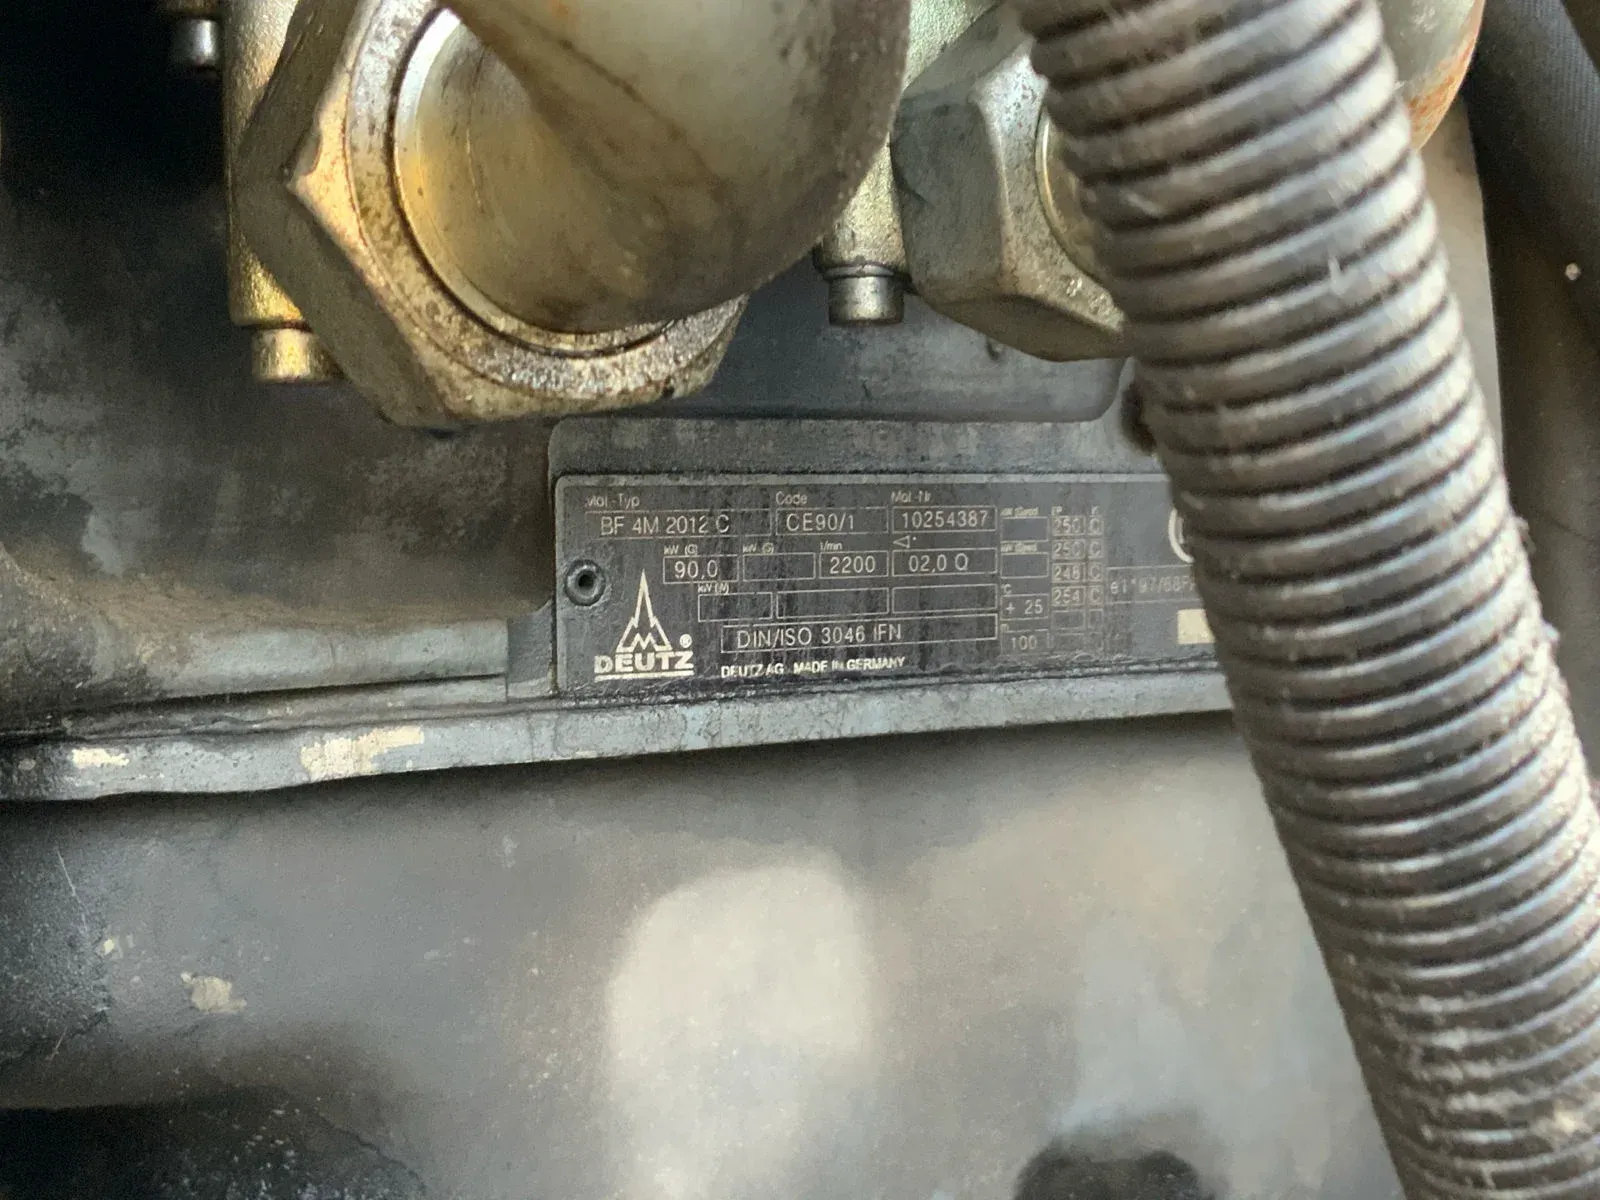 Mot.-Typ Code Mot.-Nr
BF 4M 2012 C CE90/1 10254387 250 C
kW (G) kW (G) 1/min
90,0 2200 02,0 Q 250 C
248 C
kW (M) °C 254 C
+ 25
DIN/ISO 3046 IFN m
100
DEUTZ ®
DEUTZ AG MADE IN GERMANY